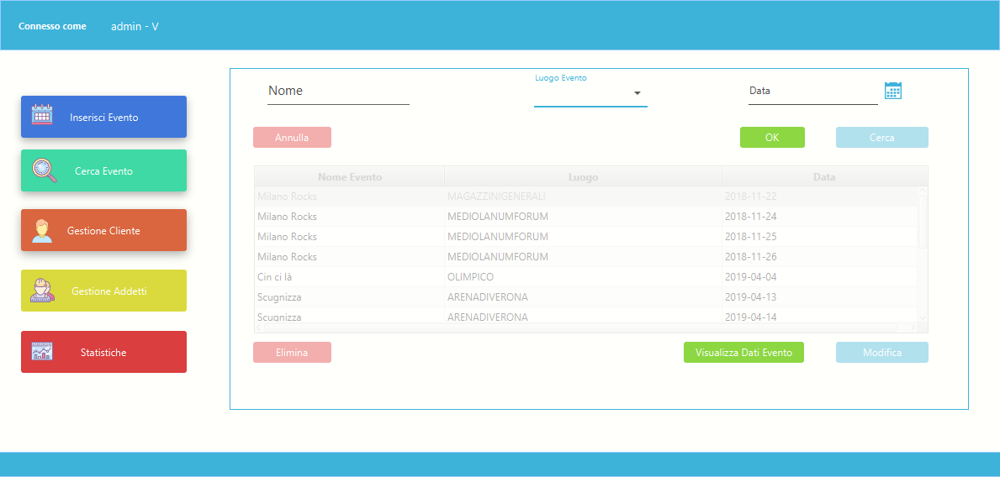 Connesso come admin - V
Inserisci Evento
Cerca Evento
Gestione Cliente
Gestione Addetti
Statistiche
Nome
Luogo Evento
Data
Annulla OK Cerca
Nome Evento Luogo Data
Milano Rocks MAGAZZINIGENERALI 2018-11-22
Milano Rocks MEDIOLANUMFORUM 2018-11-24
Milano Rocks MEDIOLANUMFORUM 2018-11-25
Milano Rocks MEDIOLANUMFORUM 2018-11-26
Cin ci là OLIMPICO 2019-04-04
Scugnizza ARENADIVERONA 2019-04-13
Scugnizza ARENADIVERONA 2019-04-14
Elimina Visualizza Dati Evento Modifica